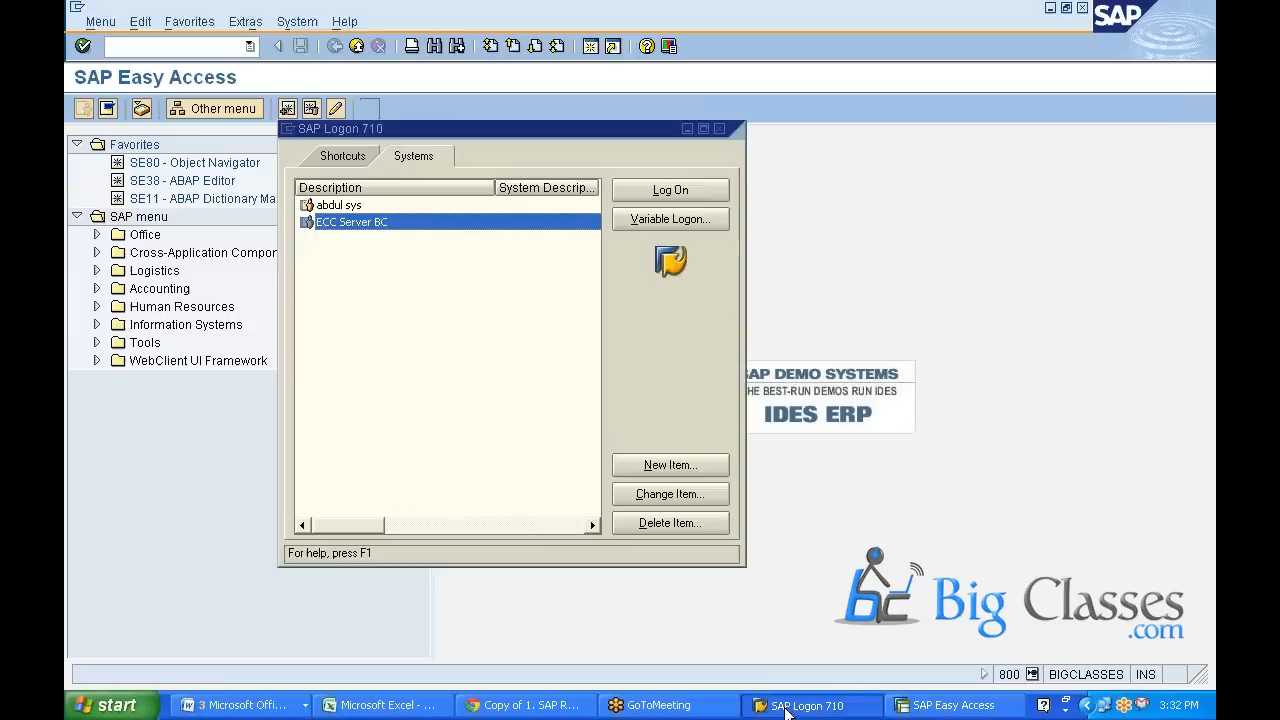 Menu Edit Favorites Extras System Help
SAP
SAP Easy Access
Other menu
Favorites
SE80 - Object Navigator
SE38 - ABAP Editor
SE11 - ABAP Dictionary Ma
SAP menu
Office
Cross-Application Compor
Logistics
Accounting
Human Resources
Information Systems
Tools
WebClient UI Framework
SAP Logon 710
Shortcuts Systems
Description System Descrip...
abdul sys
ECC Server BC
Log On
Variable Logon...
New Item...
Change Item...
Delete Item...
For help, press F1
SAP DEMO SYSTEMS
HE BEST-RUN DEMOS RUN IDES
IDES ERP
bc Big Classes
.com
800 BIGCLASSES INS
start 3 Microsoft Offi... Microsoft Excel - ... Copy of 1. SAP R... GoToMeeting SAP Logon 710 SAP Easy Access 3:32 PM